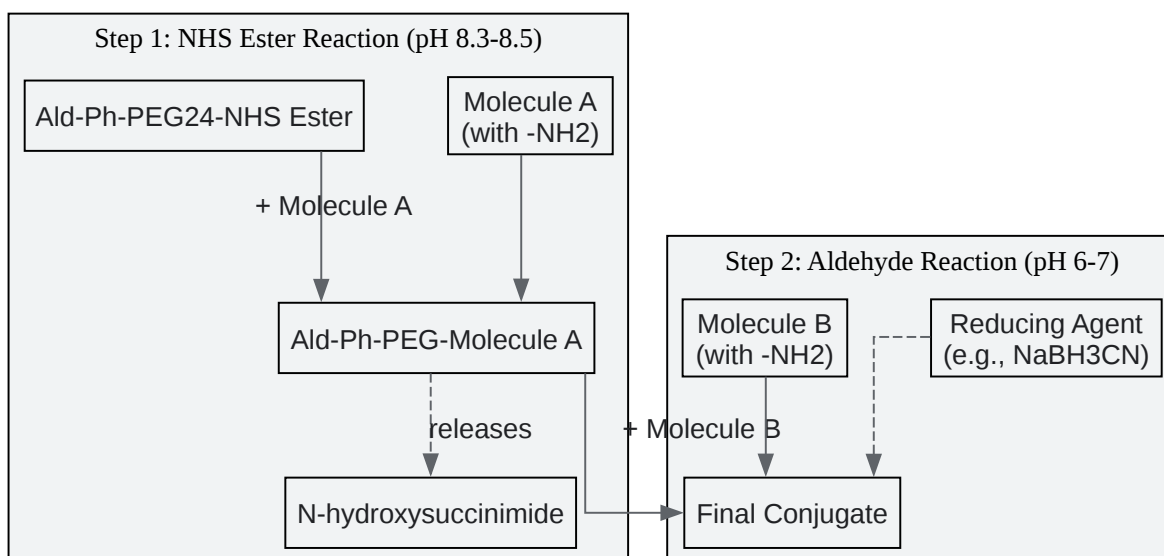 Step 1: NHS Ester Reaction (pH 8.3-8.5)
Ald-Ph-PEG24-NHS Ester
Molecule A
(with -NH2)
+ Molecule A
Ald-Ph-PEG-Molecule A
releases
N-hydroxysuccinimide
Step 2: Aldehyde Reaction (pH 6-7)
Molecule B
(with -NH2)
Reducing Agent
(e.g., NaBH3CN)
+ Molecule B
Final Conjugate